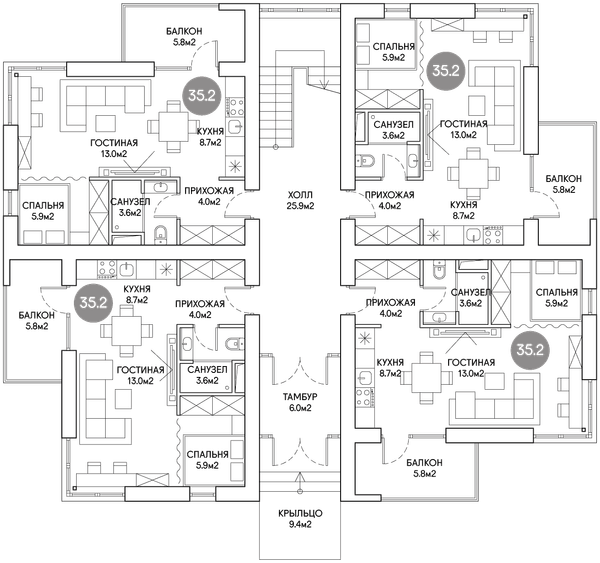 БАЛКОН
5.8м2
35.2
КУХНЯ
8.7м2
ГОСТИНАЯ
13.0м2
СПАЛЬНЯ
5.9м2
САНУЗЕЛ
3.6м2
ПРИХОЖАЯ
4.0м2
ХОЛЛ
25.9м2
СПАЛЬНЯ
5.9м2
35.2
САНУЗЕЛ
3.6м2
ГОСТИНАЯ
13.0м2
ПРИХОЖАЯ
4.0м2
КУХНЯ
8.7м2
БАЛКОН
5.8м2
БАЛКОН
5.8м2
35.2
КУХНЯ
8.7м2
ПРИХОЖАЯ
4.0м2
ГОСТИНАЯ
13.0м2
САНУЗЕЛ
3.6м2
СПАЛЬНЯ
5.9м2
ТАМБУР
6.0м2
КРЫЛЬЦО
9.4м2
ПРИХОЖАЯ
4.0м2
САНУЗЕЛ
3.6м2
СПАЛЬНЯ
5.9м2
КУХНЯ
8.7м2
ГОСТИНАЯ
13.0м2
35.2
БАЛКОН
5.8м2